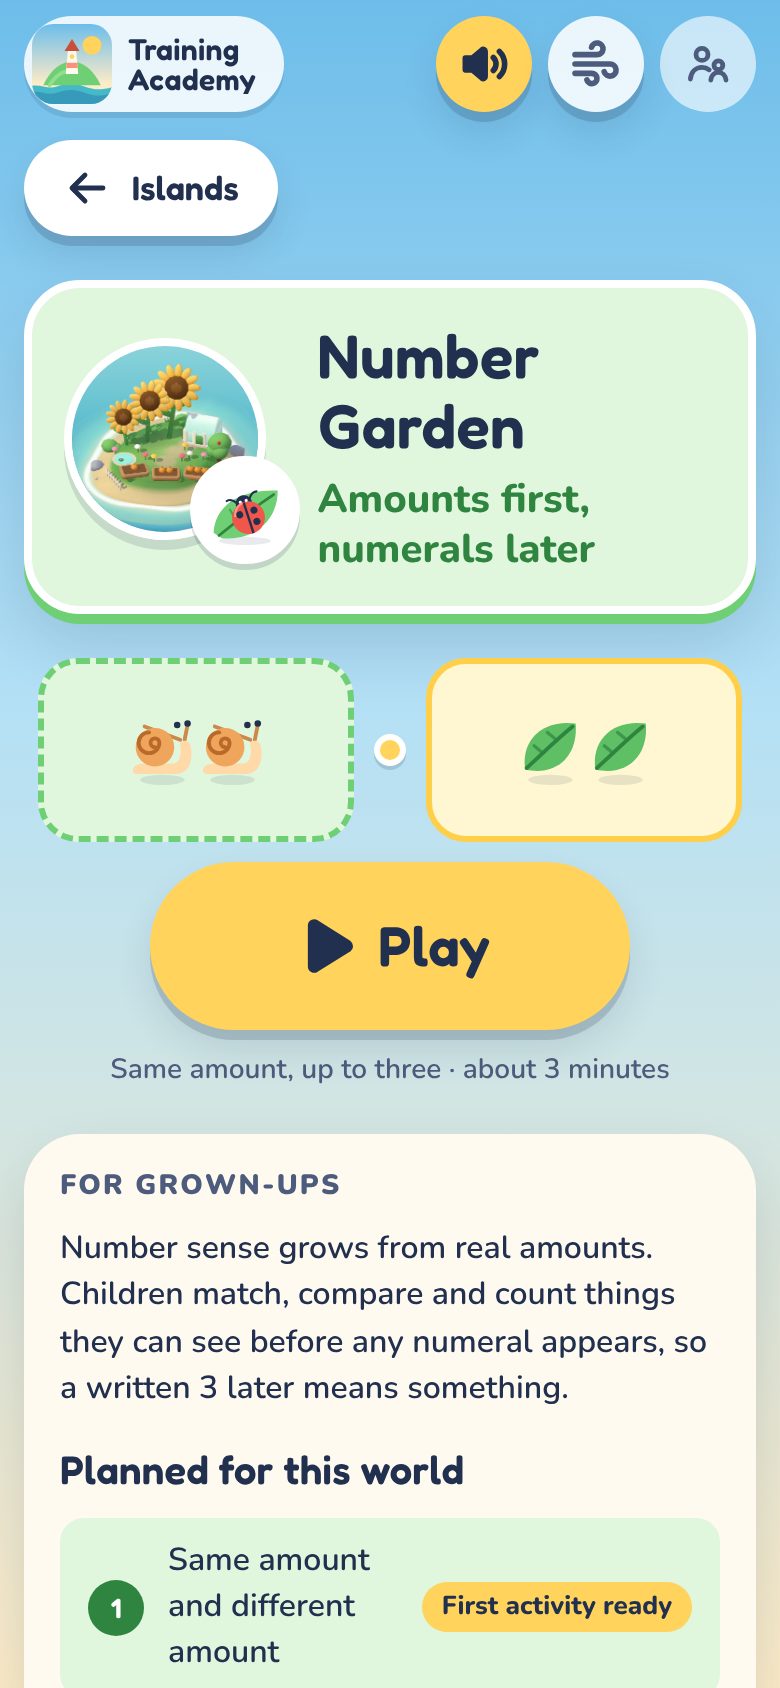 Training
Academy
Islands
Number
Garden
Amounts first,
numerals later
Play
Same amount, up to three · about 3 minutes
FOR GROWN-UPS
Number sense grows from real amounts.
Children match, compare and count things
they can see before any numeral appears, so
a written 3 later means something.
Planned for this world
1
Same amount
and different
amount
First activity ready